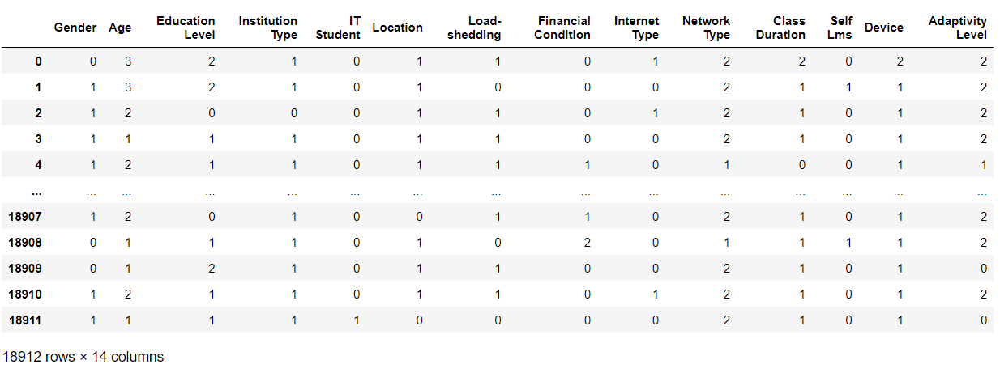 Gender Age Education Level Institution Type IT Student Location Load-shedding Financial Condition Internet Type Network Type Class Duration Self Lms Device Adaptivity Level
0 0 3 2 1 0 1 1 0 1 2 2 0 2 2
1 1 3 2 1 0 1 0 0 0 2 1 1 1 2
2 1 2 0 0 0 1 1 0 1 2 1 0 1 2
3 1 1 1 1 0 1 1 0 0 2 1 0 1 2
4 1 2 1 1 0 1 1 1 0 1 0 0 1 1
... ... ... ... ... ... ... ... ... ... ... ... ... ... ...
18907 1 2 0 1 0 0 1 1 0 2 1 0 1 2
18908 0 1 1 1 0 1 0 2 0 1 1 1 1 2
18909 0 1 2 1 0 1 1 0 0 2 1 0 1 0
18910 1 2 1 1 0 1 1 0 1 2 1 0 1 2
18911 1 1 1 1 1 0 0 0 0 2 1 0 1 0
18912 rows × 14 columns